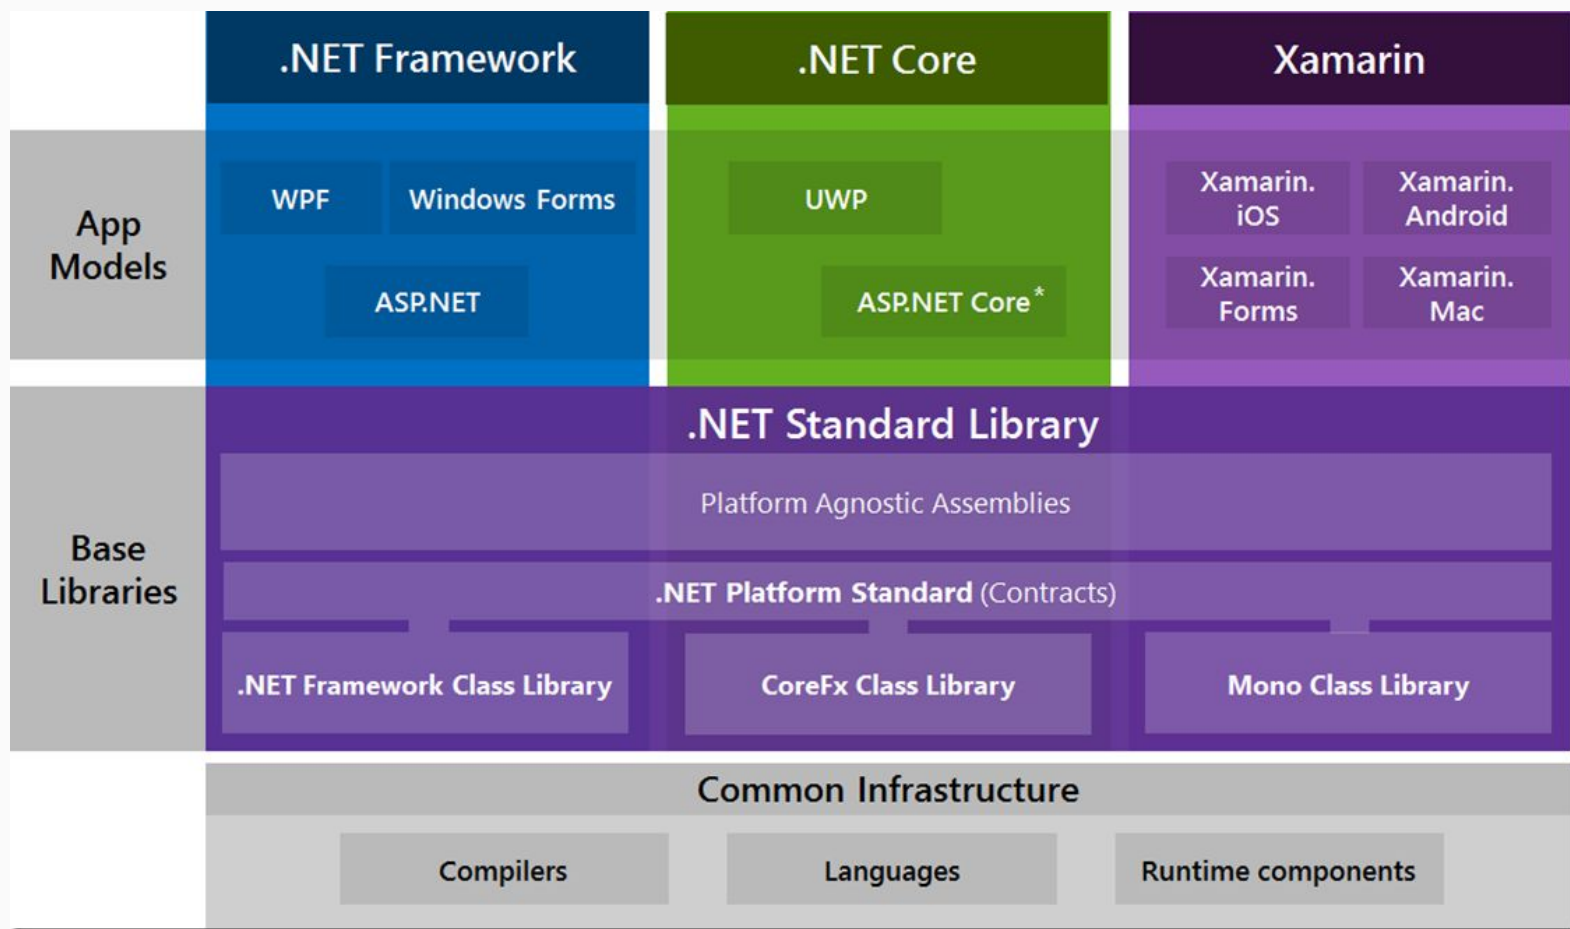 .NET Framework
.NET Core
Xamarin
App
Models
WPF
Windows Forms
ASP.NET
UWP
ASP.NET Core*
Xamarin.
iOS
Xamarin.
Android
Xamarin.
Forms
Xamarin.
Mac
Base
Libraries
.NET Standard Library
Platform Agnostic Assemblies
.NET Platform Standard (Contracts)
.NET Framework Class Library
CoreFx Class Library
Mono Class Library
Common Infrastructure
Compilers
Languages
Runtime components